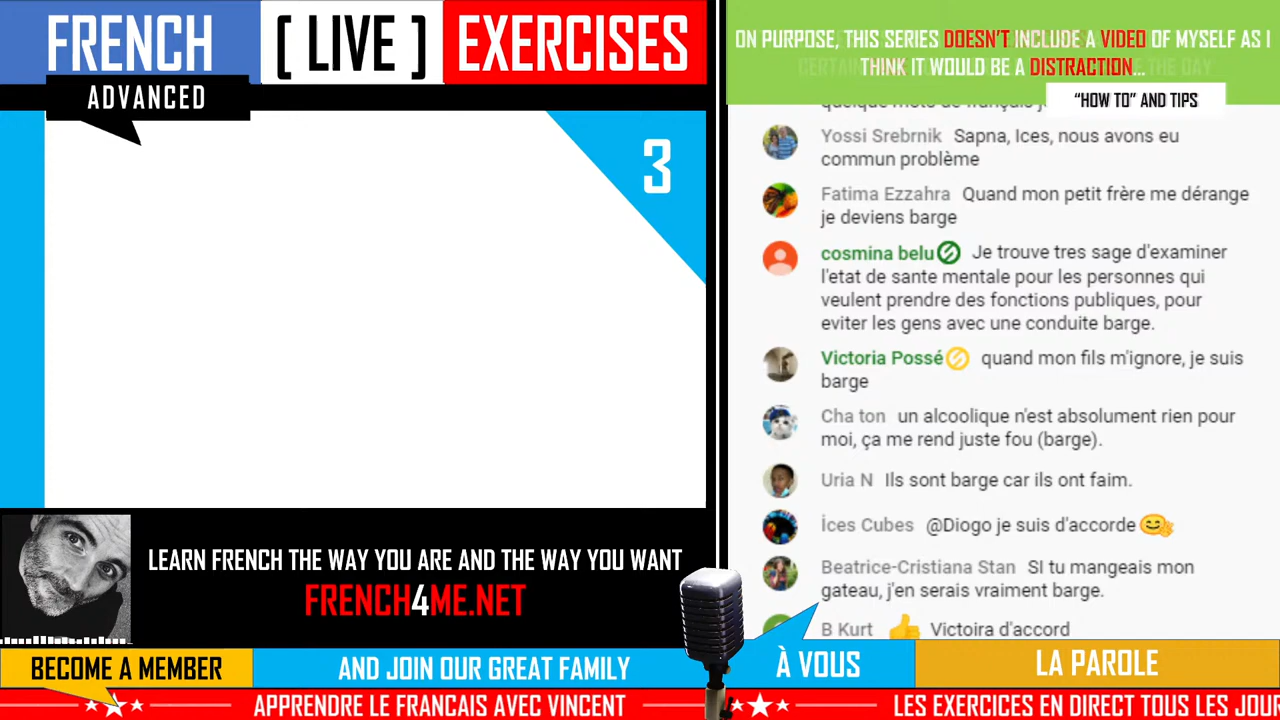 FRENCH [ LIVE ] EXERCISES
ADVANCED
3
LEARN FRENCH THE WAY YOU ARE AND THE WAY YOU WANT
FRENCH4ME.NET
BECOME A MEMBER
AND JOIN OUR GREAT FAMILY
ON PURPOSE, THIS SERIES DOESN'T INCLUDE A VIDEO OF MYSELF AS I
THINK IT WOULD BE A DISTRACTION...
"HOW TO" AND TIPS
quelque mots de français
Yossi Srebrnik Sapna, Ices, nous avons eu
commun problème
Fatima Ezzahra Quand mon petit frère me dérange
je deviens barge
cosmina belu Je trouve tres sage d'examiner
l'etat de sante mentale pour les personnes qui
veulent prendre des fonctions publiques, pour
eviter les gens avec une conduite barge.
Victoria Possé quand mon fils m'ignore, je suis
barge
Cha ton un alcoolique n'est absolument rien pour
moi, ça me rend juste fou (barge).
Uria N Ils sont barge car ils ont faim.
İces Cubes @Diogo je suis d'accorde 🤗
Beatrice-Cristiana Stan SI tu mangeais mon
gateau, j'en serais vraiment barge.
B Kurt 👍 Victoira d'accord
À VOUS
LA PAROLE
APPRENDRE LE FRANCAIS AVEC VINCENT
LES EXERCICES EN DIRECT TOUS LES JOUR